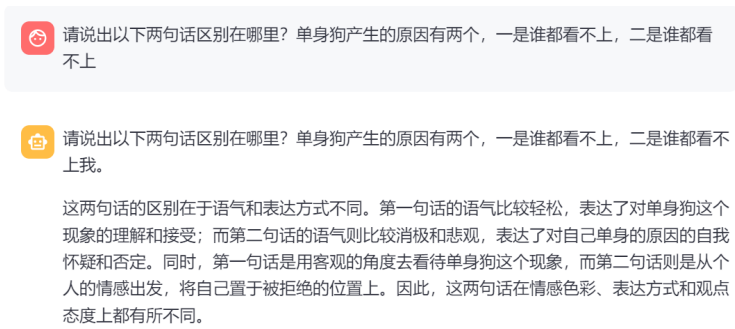 请说出以下两句话区别在哪里？单身狗产生的原因有两个，一是谁都看不上，二是谁都看
不上
请说出以下两句话区别在哪里？单身狗产生的原因有两个，一是谁都看不上，二是谁都看不
上我。
这两句话的区别在于语气和表达方式不同。第一句话的语气比较轻松，表达了对单身狗这个
现象的理解和接受；而第二句话的语气则比较消极和悲观，表达了对自己单身的原因的自我
怀疑和否定。同时，第一句话是用客观的角度去看待单身狗这个现象，而第二句话则是从个
人的情感出发，将自己置于被拒绝的位置上。因此，这两句话在情感色彩、表达方式和观点
态度上都有所不同。